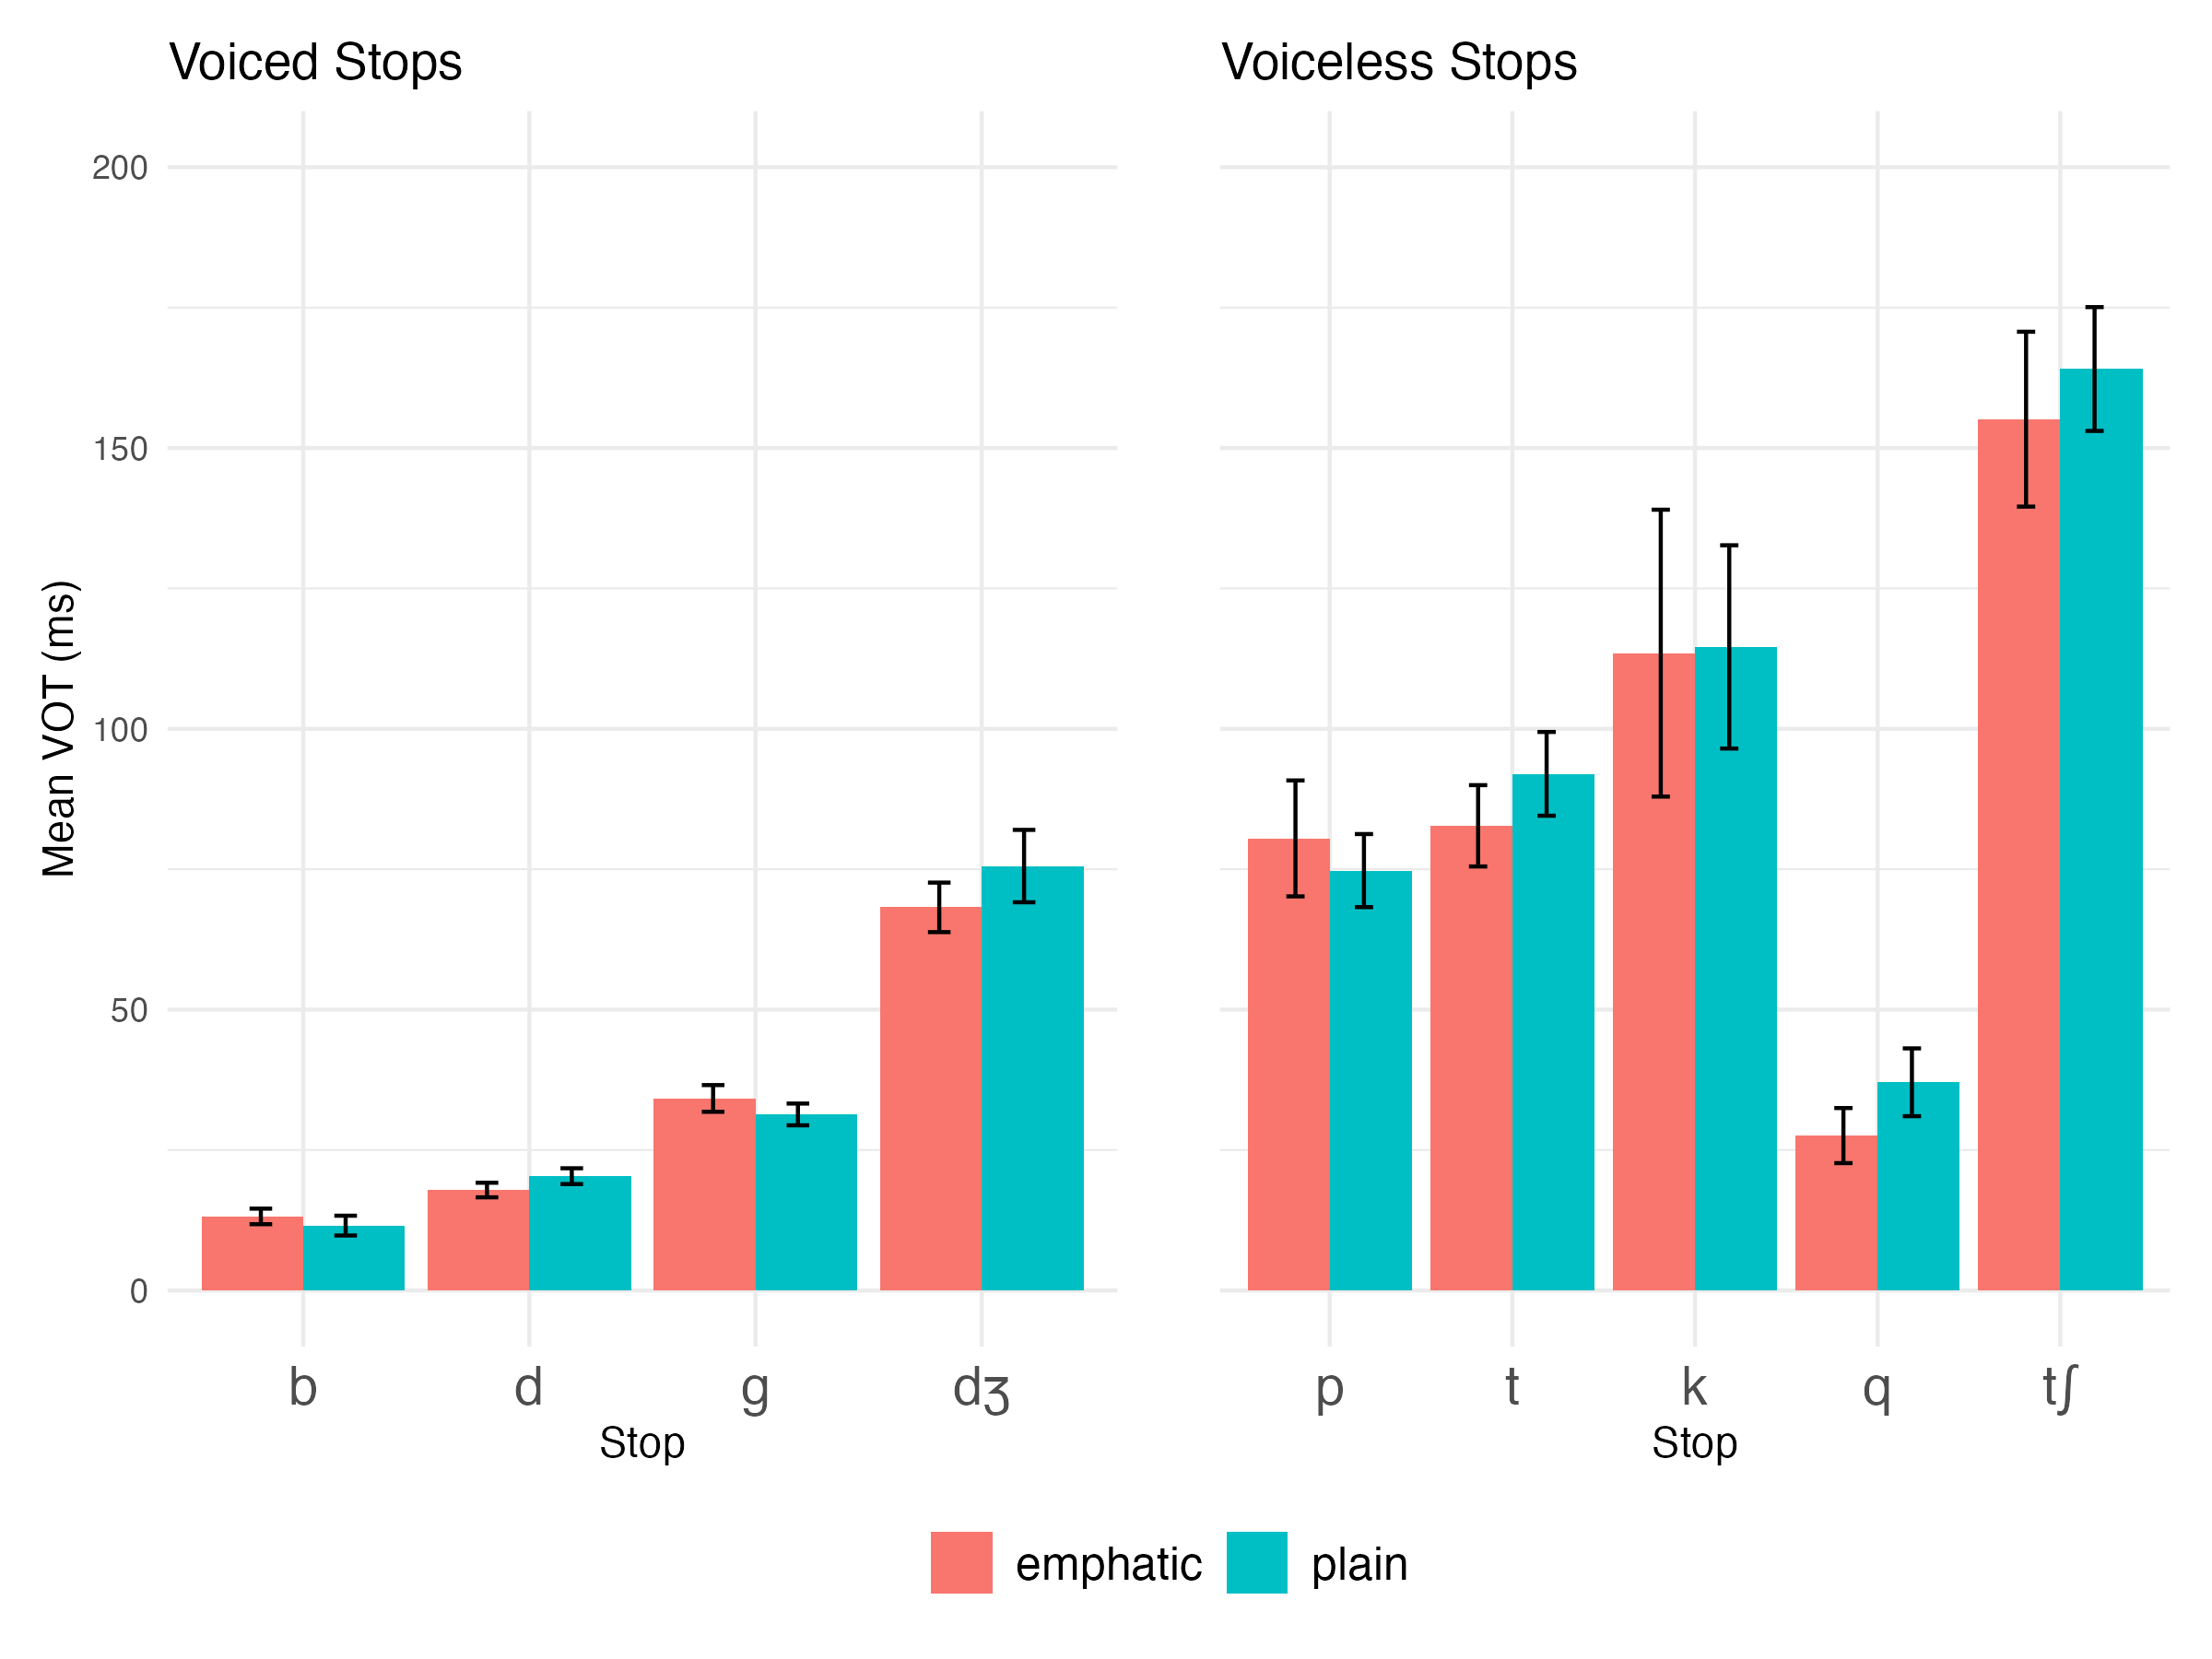 Voiced Stops
Voiceless Stops
Mean VOT (ms)
200
150
100
50
0
b d g dʒ
p t k q tʃ
Stop
Stop
emphatic plain